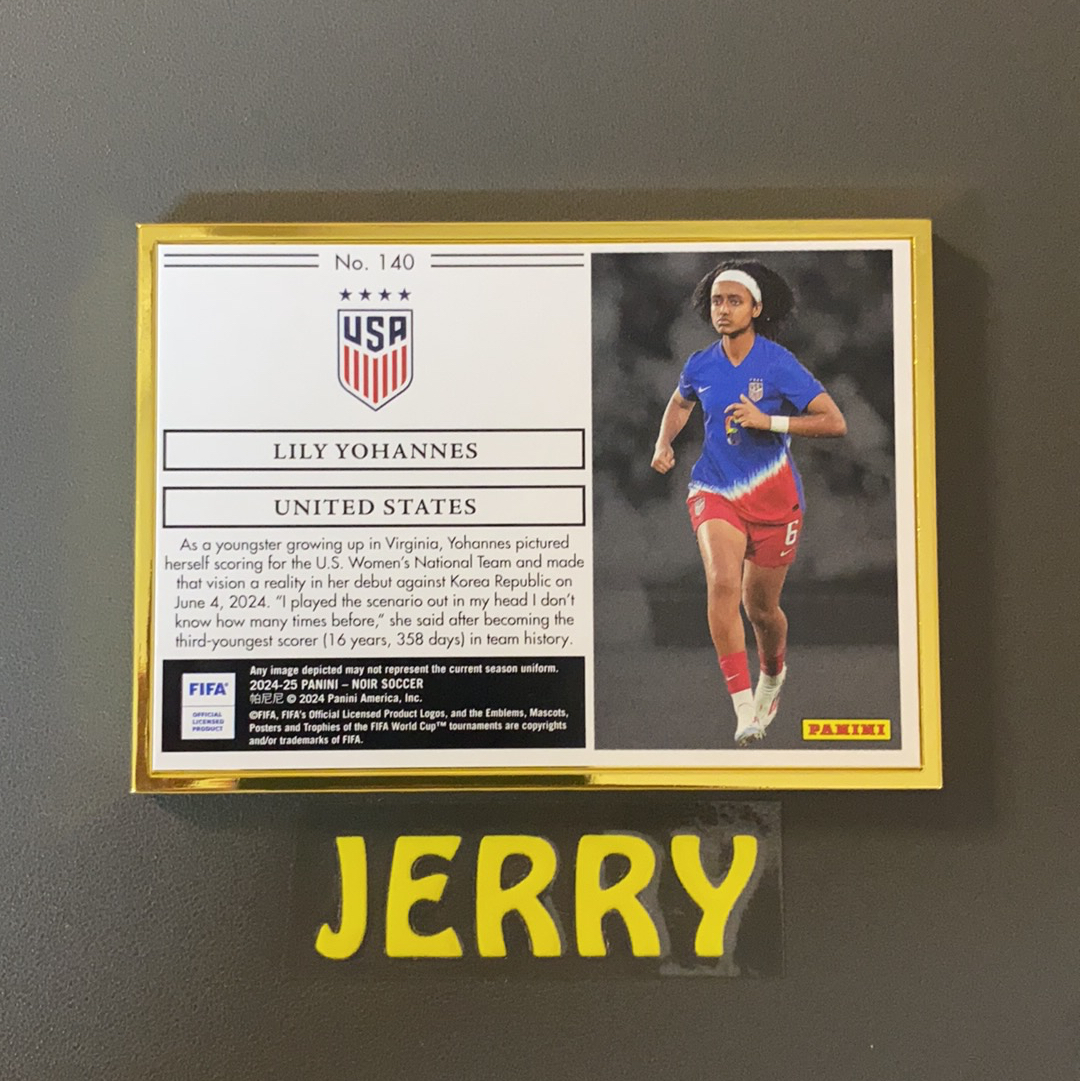 No. 140
USA
LILY YOHANNES
UNITED STATES
As a youngster growing up in Virginia, Yohannes pictured
herself scoring for the U.S. Women's National Team and made
that vision a reality in her debut against Korea Republic on
June 4, 2024. "I played the scenario out in my head I don't
know how many times before," she said after becoming the
third-youngest scorer (16 years, 358 days) in team history.
Any image depicted may not represent the current season uniform.
2024-25 PANINI – NOIR SOCCER
帕尼尼 © 2024 Panini America, Inc.
©FIFA, FIFA's Official Licensed Product Logos, and the Emblems, Mascots,
Posters and Trophies of the FIFA World Cup™ tournaments are copyrights
and/or trademarks of FIFA.
FIFA®
OFFICIAL
LICENSED
PRODUCT
6
6
PANINI
JERRY